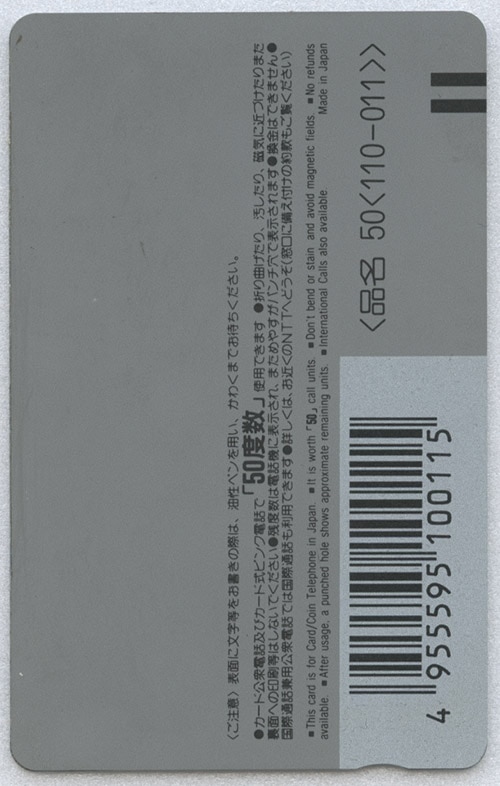 〈ご注意〉表面に文字等をお書きの際は、油性ペンを用い、かわくまでお待ちください。
●カード公衆電話及びカード式ピンク電話で「50度数」使用できます ●折り曲げたり、汚したり、磁気に近づけたりまた
裏面への印刷等はしないでください●残度数は電話機に表示され、まためやすがパンチ穴で表示されます●換金はできません●
国際通話兼用公衆電話では国際通話も利用できます●詳しくは、お近くのNTTへどうぞ(窓口に備え付けの約款もご覧ください)
■This card is for Card/Coin Telephone in Japan. ■It is worth「50」call units. ■Don't bend or stain and avoid magnetic fields. ■No refunds
available. ■After usage, a punched hole shows approximate remaining units. ■International Calls also available Made in Japan
〈品名 50〈110-011〉〉
4 955595 100115